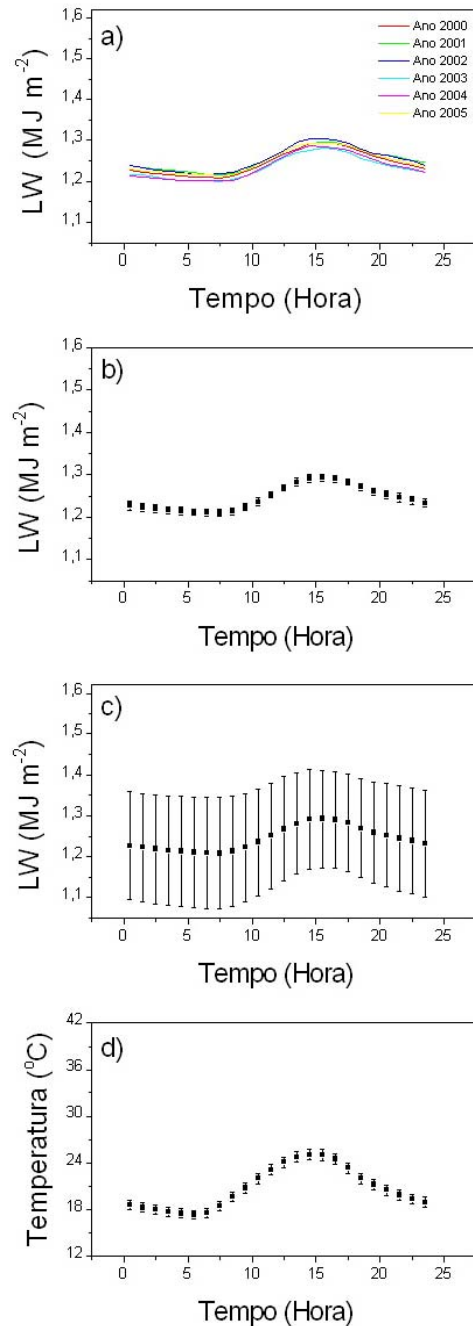 a)
Ano 2000
Ano 2001
Ano 2002
Ano 2003
Ano 2004
Ano 2005
LW (MJ m⁻²)
1,6
1,5
1,4
1,3
1,2
1,1
0 5 10 15 20 25
Tempo (Hora)
b)
LW (MJ m⁻²)
1,6
1,5
1,4
1,3
1,2
1,1
0 5 10 15 20 25
Tempo (Hora)
c)
LW (MJ m⁻²)
1,6
1,5
1,4
1,3
1,2
1,1
0 5 10 15 20 25
Tempo (Hora)
d)
Temperatura (⁰C)
42
36
30
24
18
12
0 5 10 15 20 25
Tempo (Hora)